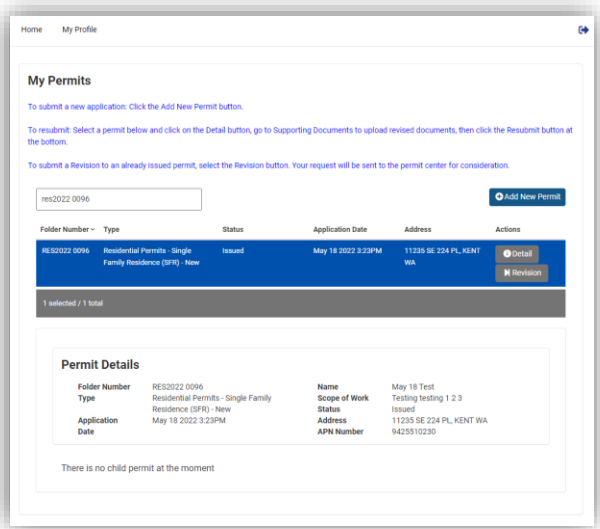 Home My Profile
My Permits
To submit a new application: Click the Add New Permit button.
To resubmit: Select a permit below and click on the Detail button, go to Supporting Documents to upload revised documents, then click the Resubmit button at
the bottom.
To submit a Revision to an already issued permit, select the Revision button. Your request will be sent to the permit center for consideration.
res2022 0096
Add New Permit
Folder Number Type Status Application Date Address Actions
RES2022 0096 Residential Permits - Single Issued May 18 2022 3:23PM 11235 SE 224 PL, KENT Detail
Family Residence (SFR) - New WA
Revision
1 selected / 1 total
Permit Details
Folder Number RES2022 0096 Name May 18 Test
Type Residential Permits - Single Family Scope of Work Testing testing 1 2 3
Residence (SFR) - New Status Issued
Application May 18 2022 3:23PM Address 11235 SE 224 PL, KENT WA
Date APN Number 9425510230
There is no child permit at the moment